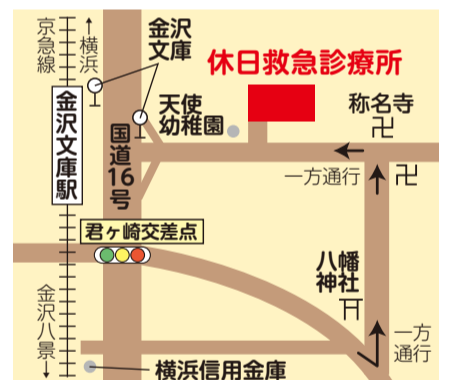 京急線
↑横浜
金沢
文庫
休日救急診療所
天使
幼稚園
称名寺
卍
金沢文庫駅
国道16号
←
一方通行
卍
君ヶ崎交差点
八幡
神社
金沢八景↓
一方
通行
横浜信用金庫